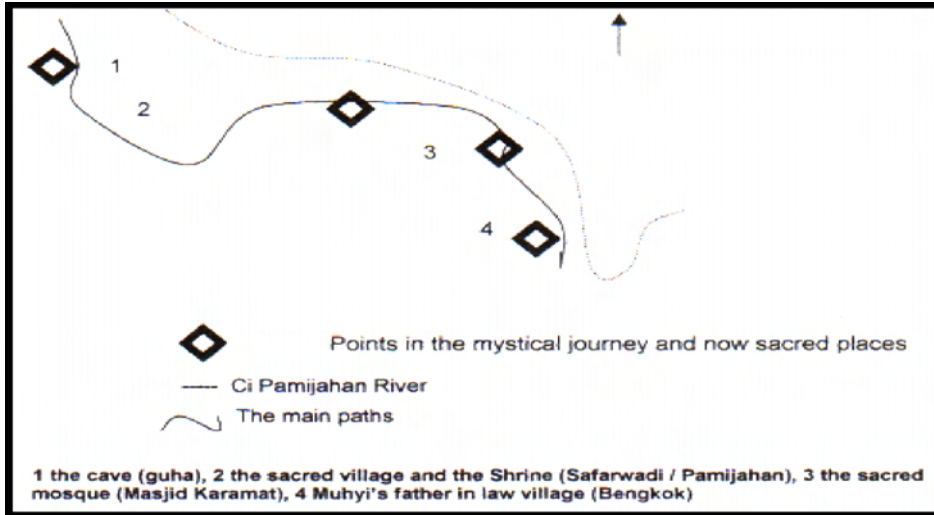 1
2
3
4
Points in the mystical journey and now sacred places
Ci Pamijahan River
The main paths
1 the cave (guha), 2 the sacred village and the Shrine (Safarwadi / Pamijahan), 3 the sacred
mosque (Masjid Karamat), 4 Muhyi's father in law village (Bengkok)